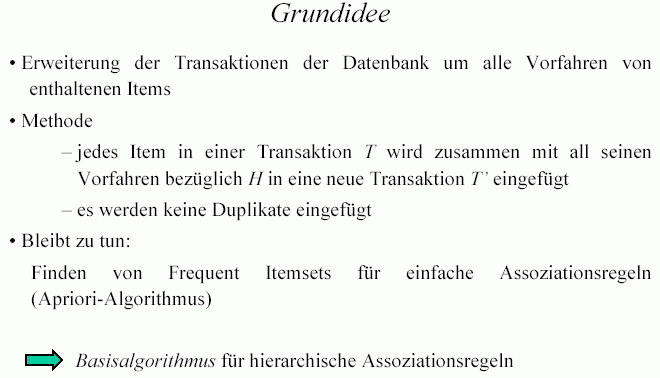 Grundidee
• Erweiterung der Transaktionen der Datenbank um alle Vorfahren von
enthaltenen Items
• Methode
– jedes Item in einer Transaktion T wird zusammen mit all seinen
Vorfahren bezüglich H in eine neue Transaktion T' eingefügt
– es werden keine Duplikate eingefügt
• Bleibt zu tun:
Finden von Frequent Itemsets für einfache Assoziationsregeln
(Apriori-Algorithmus)
Basisalgorithmus für hierarchische Assoziationsregeln